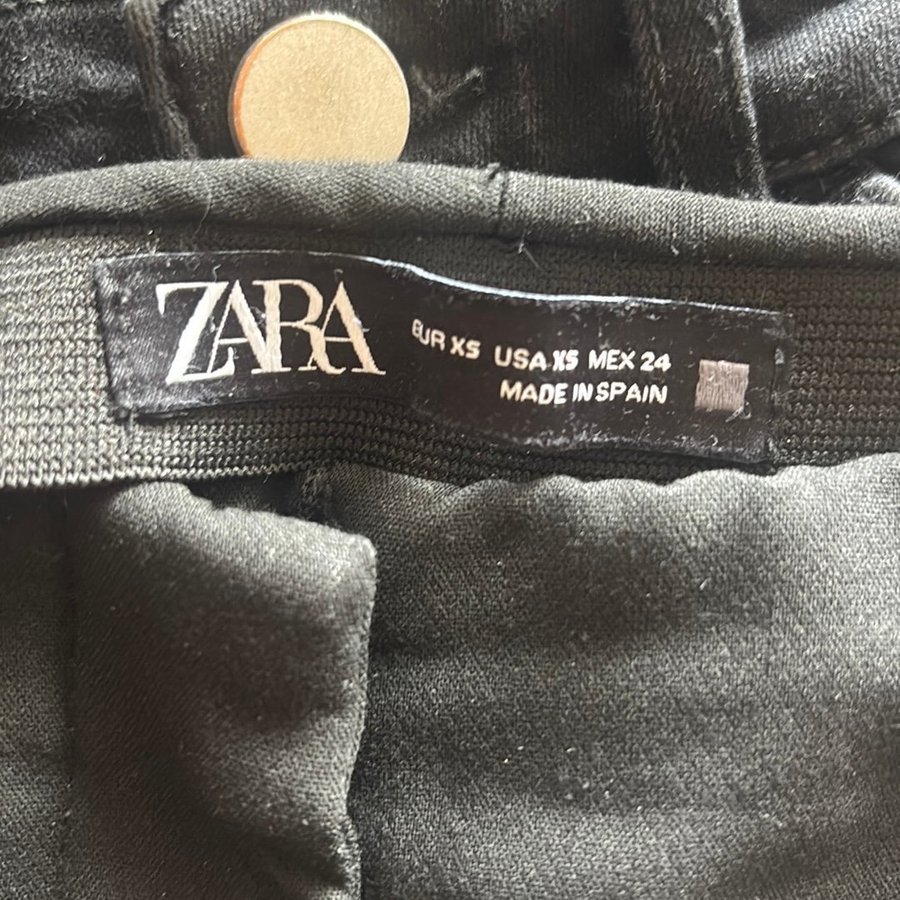 ZARA
EUR XS USA XS MEX 24
MADE IN SPAIN